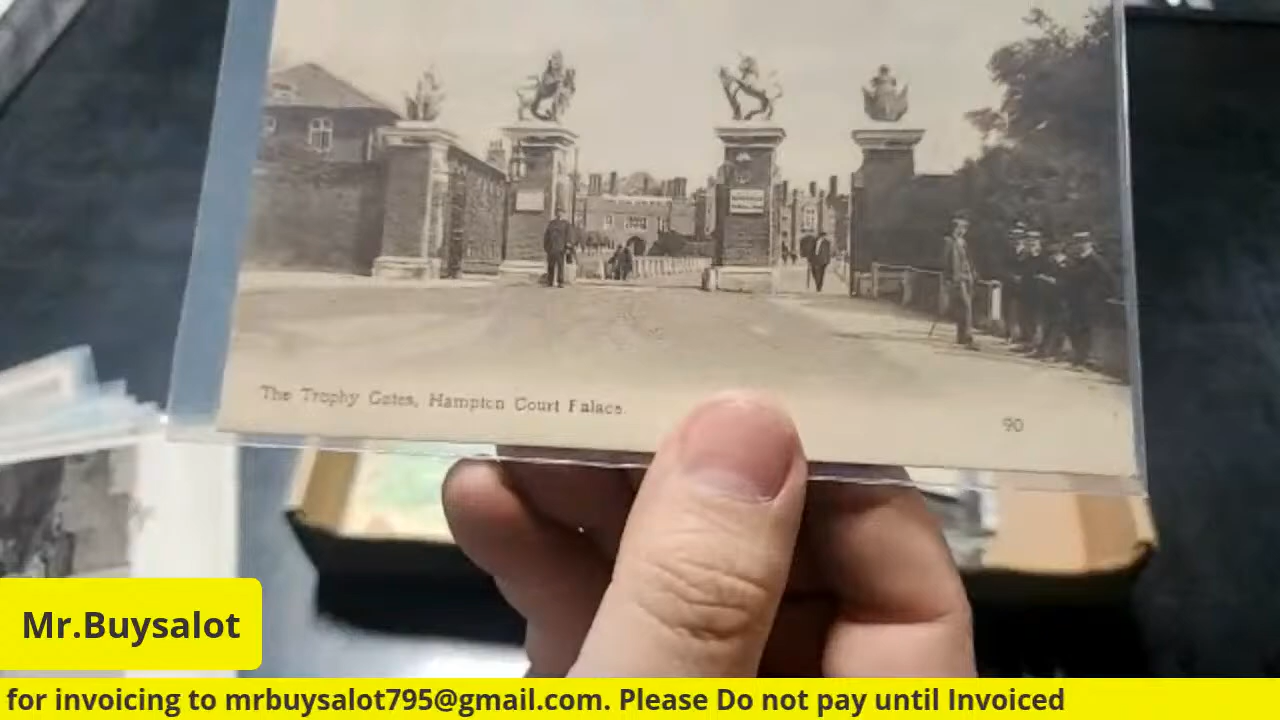 The Trophy Gates, Hampton Court Palace.
90
Mr.Buysalot
for invoicing to mrbuysalot795@gmail.com. Please Do not pay until Invoiced